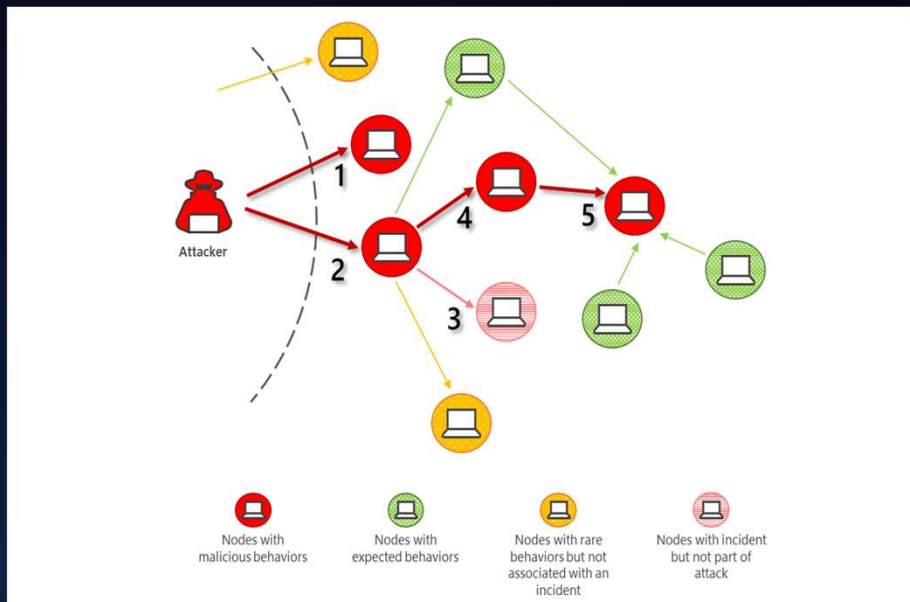 1
4
5
Attacker
2
3
Nodes with
malicious behaviors
Nodes with
expected behaviors
Nodes with rare
behaviors but not
associated with an
incident
Nodes with incident
but not part of
attack